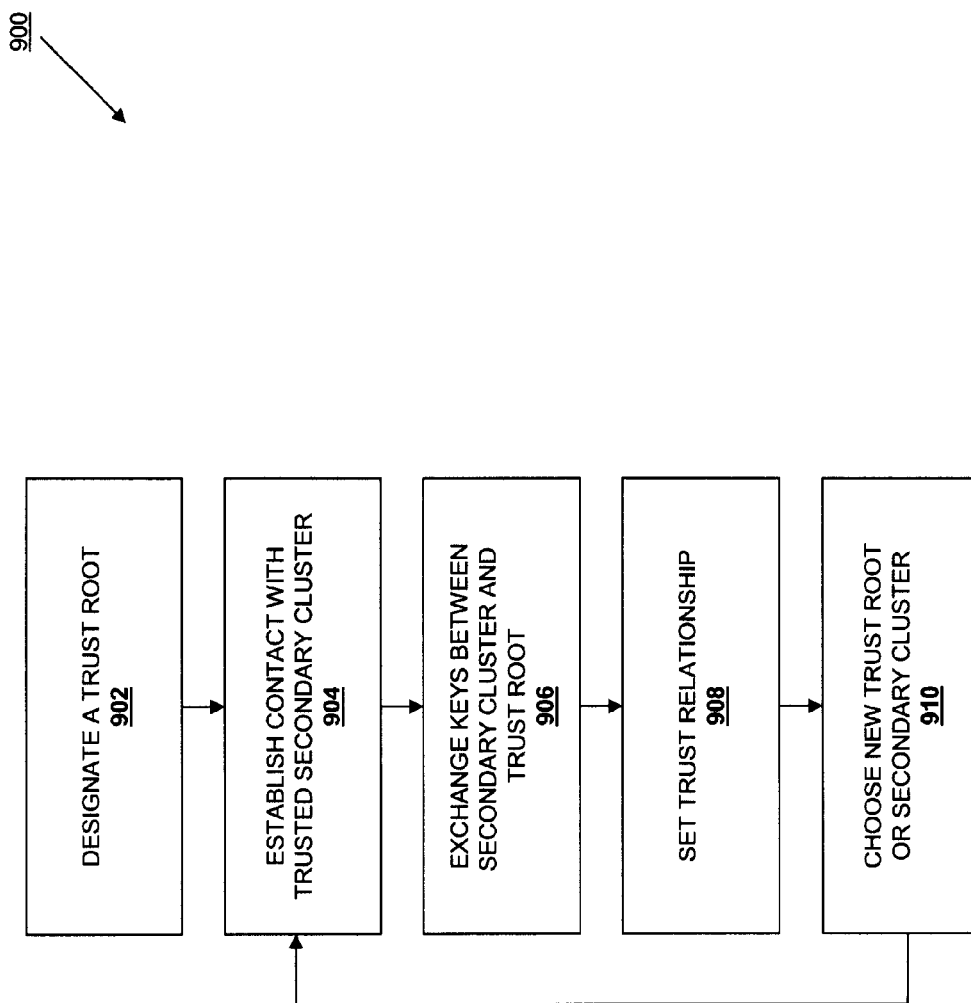 900
DESIGNATE A TRUST ROOT
902
ESTABLISH CONTACT WITH
TRUSTED SECONDARY CLUSTER
904
EXCHANGE KEYS BETWEEN
SECONDARY CLUSTER AND
TRUST ROOT
906
SET TRUST RELATIONSHIP
908
CHOOSE NEW TRUST ROOT
OR SECONDARY CLUSTER
910